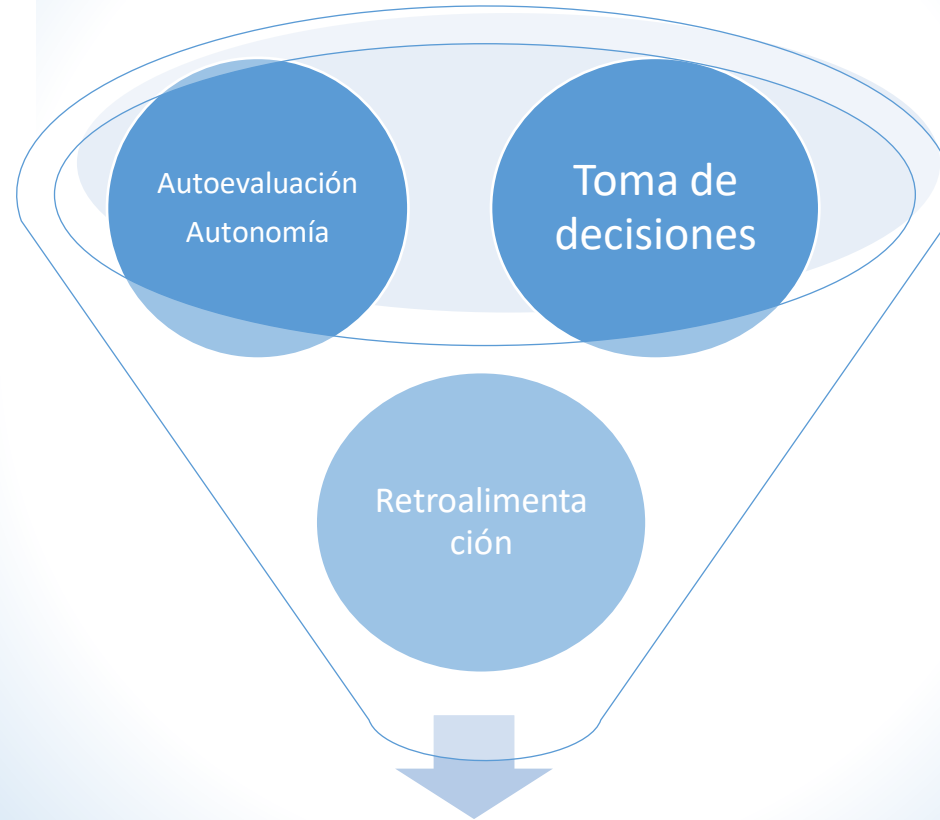 Autoevaluación
Autonomía
Toma de
decisiones
Retroalimenta
ción